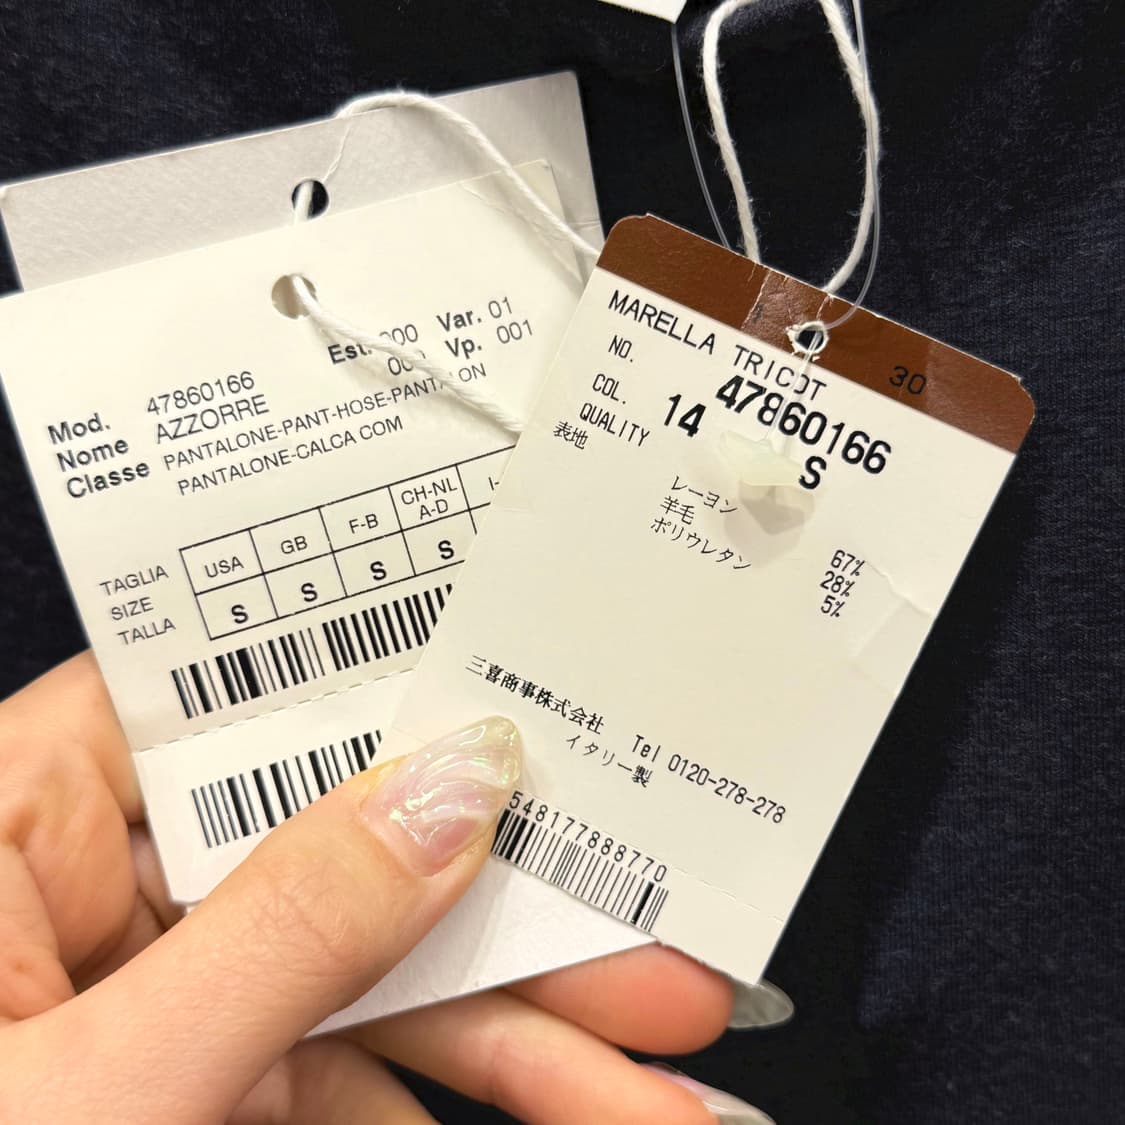 Mod. 47860166 Est. 000 Var. 01
Nome AZZORRE 00 Vp. 001
Classe PANTALONE-PANT-HOSE-PANTALON
PANTALONE-CALCA COM
TAGLIA
SIZE
TALLA
USA GB F-B CH-NL A-D
S S S S
30
MARELLA TRICOT
NO. 47860166
COL. 14 S
QUALITY
表地
レーヨン 67%
羊毛 28%
ポリウレタン 5%
三喜商事株式会社 Tel 0120-278-278
イタリー製
548177888770